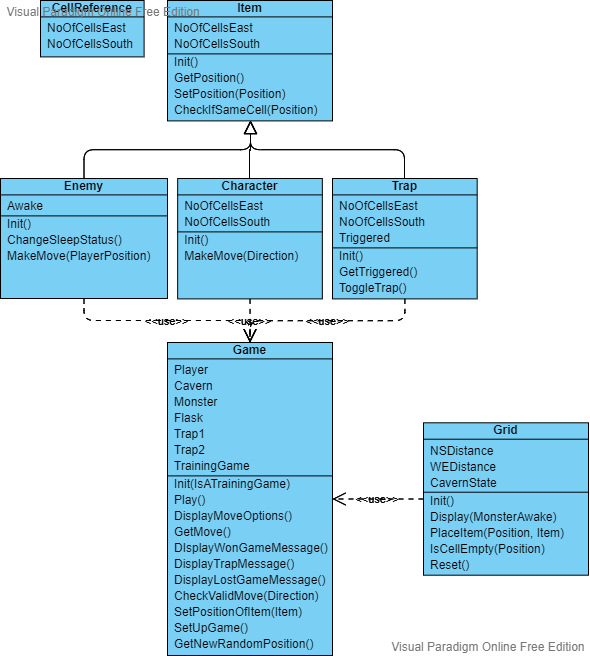 Visual Paradigm Online Free Edition
CellReference
NoOfCellsEast
NoOfCellsSouth
Item
NoOfCellsEast
NoOfCellsSouth
Init()
GetPosition()
SetPosition(Position)
CheckIfSameCell(Position)
Enemy
Awake
Init()
ChangeSleepStatus()
MakeMove(PlayerPosition)
Character
NoOfCellsEast
NoOfCellsSouth
Init()
MakeMove(Direction)
Trap
NoOfCellsEast
NoOfCellsSouth
Triggered
Init()
GetTriggered()
ToggleTrap()
<<use>>
<<use>>
<<use>>
Game
Player
Cavern
Monster
Flask
Trap1
Trap2
TrainingGame
Init(IsATrainingGame)
Play()
DisplayMoveOptions()
GetMove()
DIsplayWonGameMessage()
DisplayTrapMessage()
DisplayLostGameMessage()
CheckValidMove(Direction)
SetPositionOfItem(Item)
SetUpGame()
GetNewRandomPosition()
<<use>>
Grid
NSDistance
WEDistance
CavernState
Init()
Display(MonsterAwake)
PlaceItem(Position, Item)
IsCellEmpty(Position)
Reset()
Visual Paradigm Online Free Edition